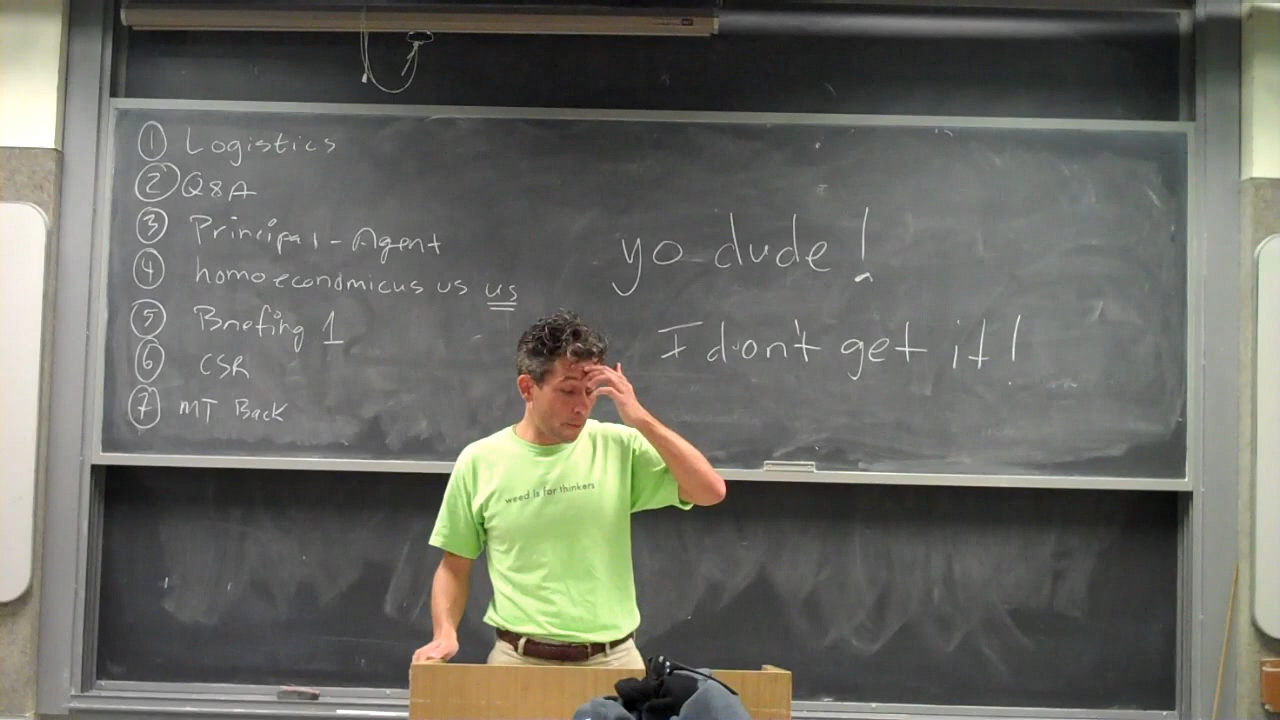 ① Logistics
② Q&A
③ Principal-Agent
④ homo economicus vs us
⑤ Briefing 1
⑥ CSR
⑦ MT Back
yo dude!
I don't get it!
weed is for thinkers